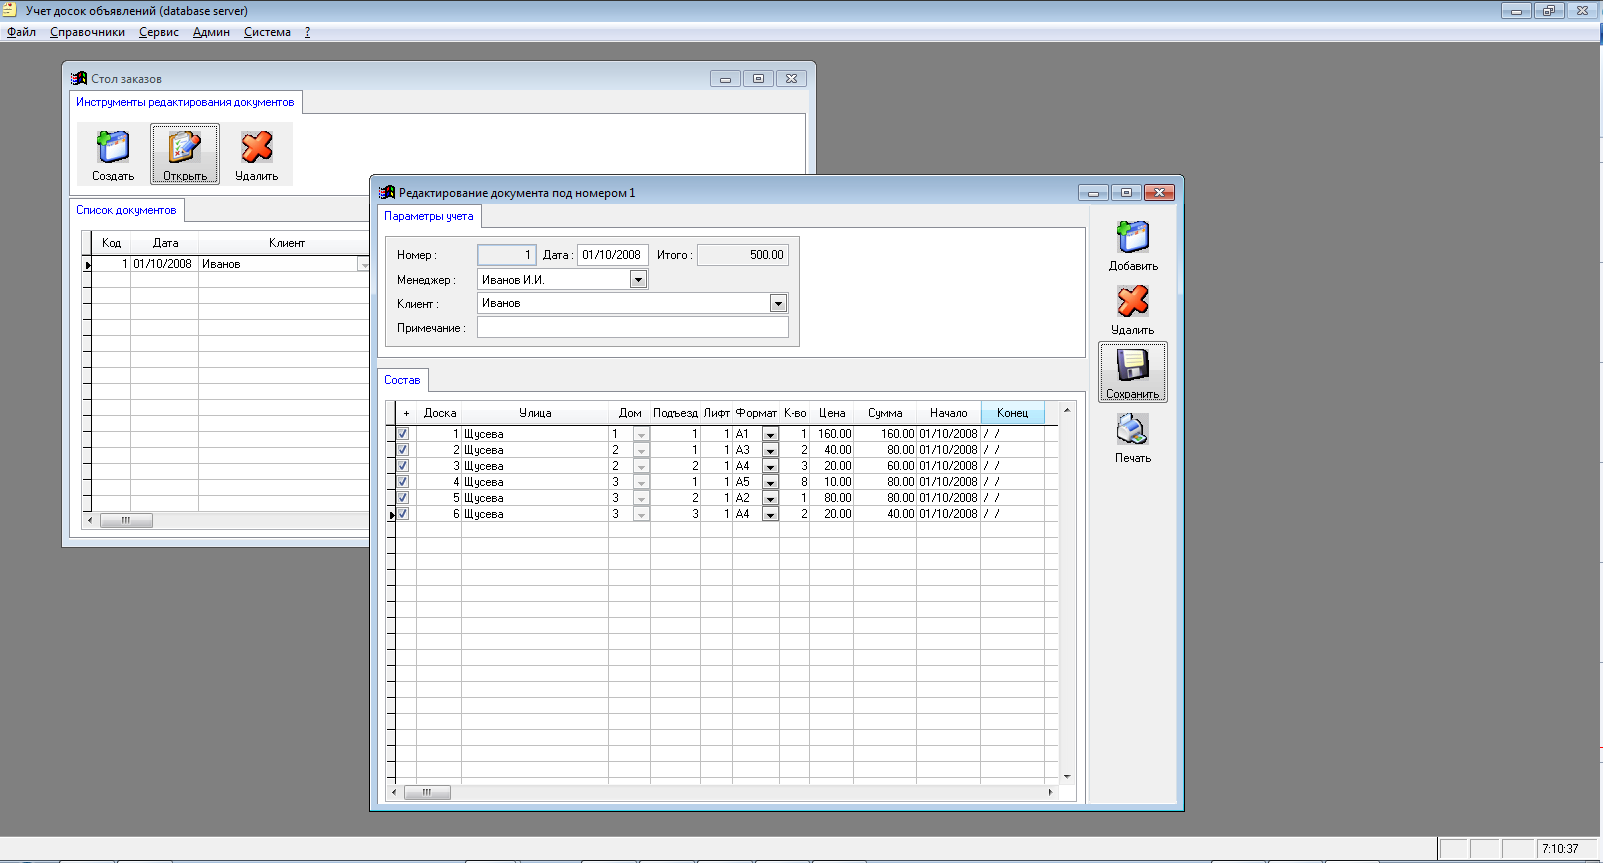 Учет досок объявлений (database server)
Файл Справочники Сервис Админ Система ?
Стол заказов
Инструменты редактирования документов
Создать Открыть Удалить
Список документов
Код Дата Клиент
1 01/10/2008 Иванов
Редактирование документа под номером 1
Параметры учета
Номер : 1 Дата : 01/10/2008 Итого : 500.00
Менеджер : Иванов И.И.
Клиент : Иванов
Примечание :
Добавить
Удалить
Сохранить
Печать
Состав
+ Доска Улица Дом Подъезд Лифт Формат К-во Цена Сумма Начало Конец
1 Щусева 1 1 1 А1 1 160.00 160.00 01/10/2008 / /
2 Щусева 2 1 1 А3 2 40.00 80.00 01/10/2008 / /
3 Щусева 2 2 1 А4 3 20.00 60.00 01/10/2008 / /
4 Щусева 3 1 1 А5 8 10.00 80.00 01/10/2008 / /
5 Щусева 3 2 1 А2 1 80.00 80.00 01/10/2008 / /
6 Щусева 3 3 1 А4 2 20.00 40.00 01/10/2008 / /
7:10:37